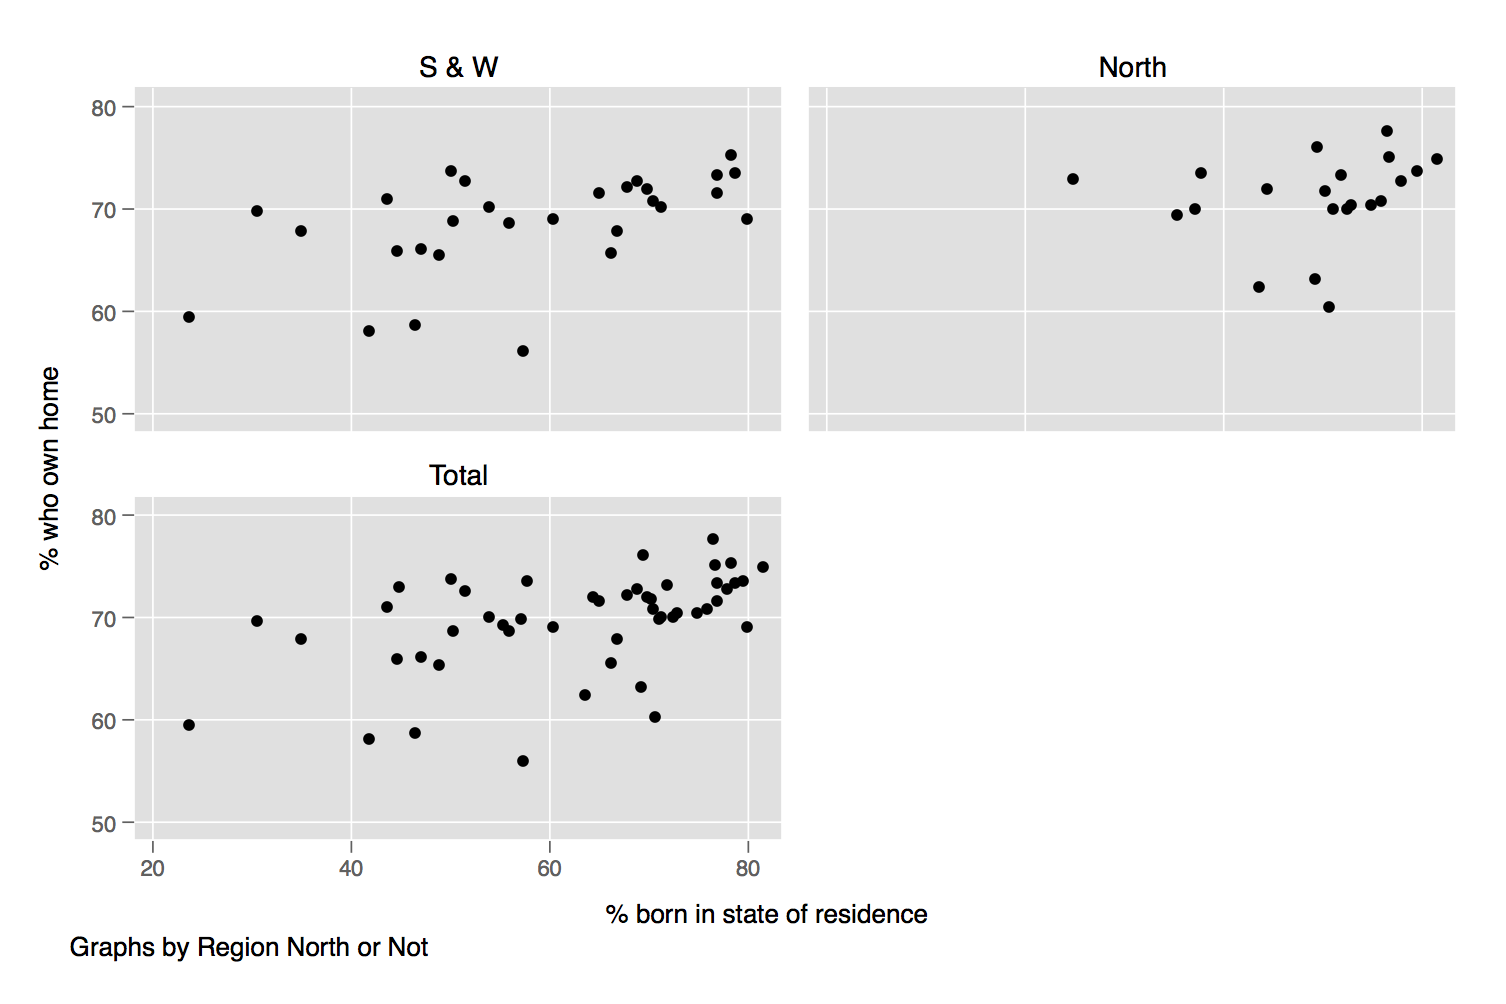 S & W
North
80
70
60
50
Total
80
70
60
50
20 40 60 80
% who own home
% born in state of residence
Graphs by Region North or Not